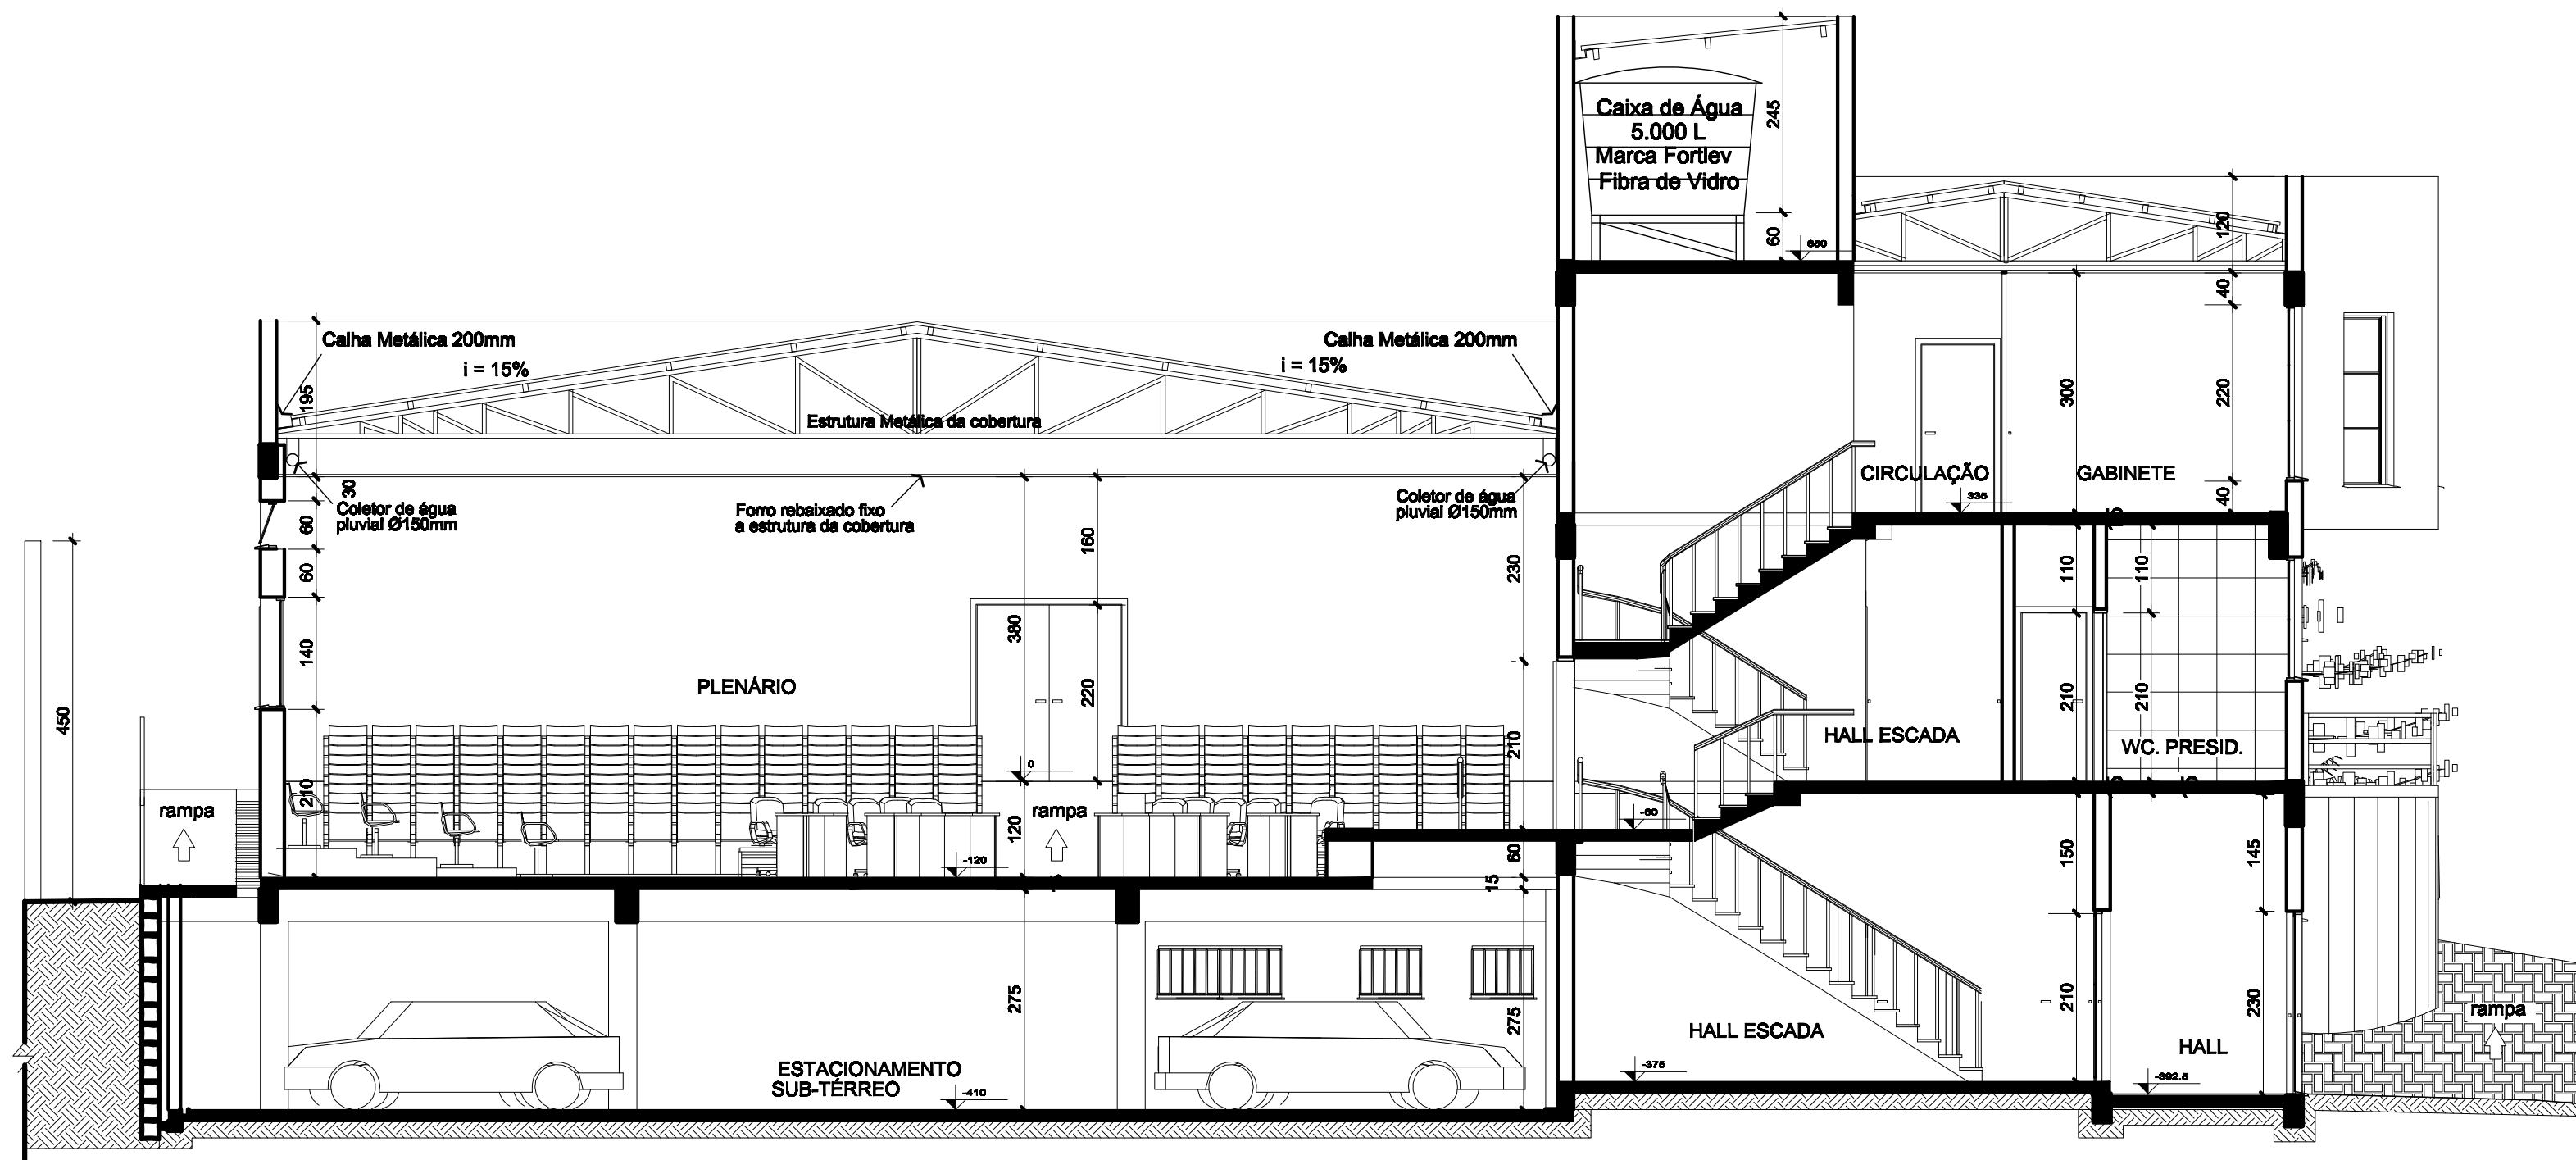 Caixa de Água
5.000 L
Marca Fortlev
Fibra de Vidro
245
60
650
120
40
Calha Metálica 200mm
i = 15%
195
Estrutura Metálica da cobertura
Calha Metálica 200mm
i = 15%
300
220
CIRCULAÇÃO
GABINETE
335
40
15
30
Coletor de água
pluvial Ø150mm
Forro rebaixado fixo
a estrutura da cobertura
Coletor de água
pluvial Ø150mm
60
60
140
210
160
380
220
230
210
110
110
210
210
450
PLENÁRIO
HALL ESCADA
WC. PRESID.
0
15
15
rampa
rampa
120
-120
-60
60
15
15
150
145
275
275
210
230
ESTACIONAMENTO
SUB-TÉRREO
-410
HALL ESCADA
-375
HALL
-392.5
rampa